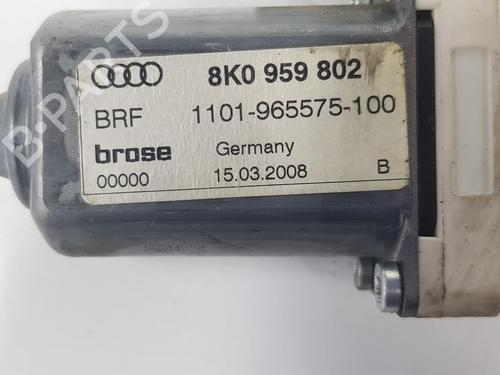 8K0 959 802
BRF 1101-965575-100
brose Germany
00000 15.03.2008 B
B-PARTS